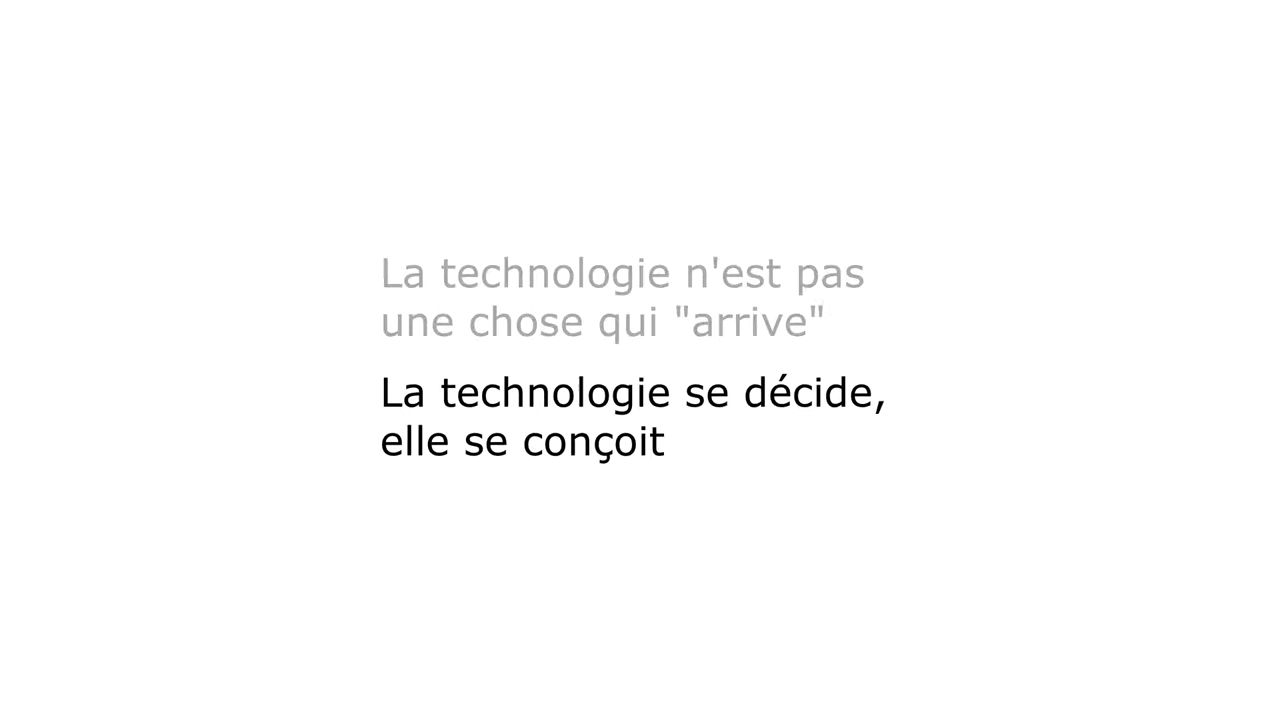 La technologie n'est pas
une chose qui "arrive"
La technologie se décide,
elle se conçoit